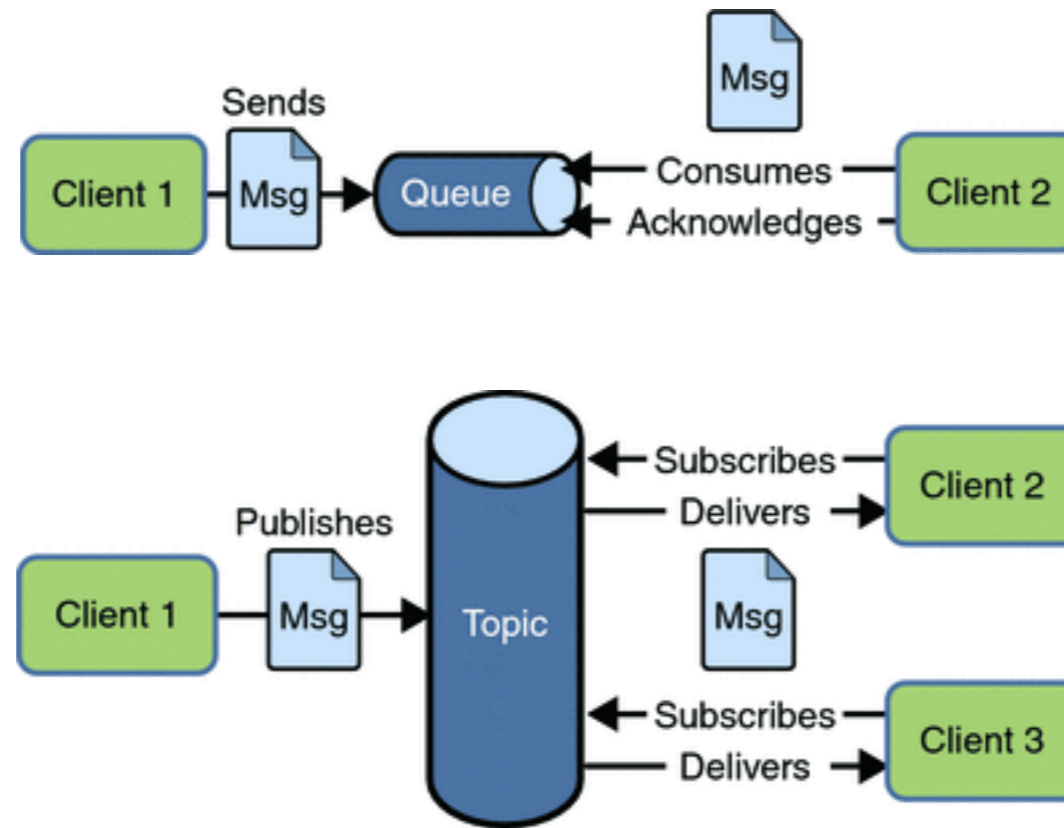 Msg
Sends
Client 1
Msg
Queue
Consumes
Acknowledges
Client 2
Subscribes
Delivers
Client 2
Publishes
Client 1
Msg
Topic
Msg
Subscribes
Delivers
Client 3